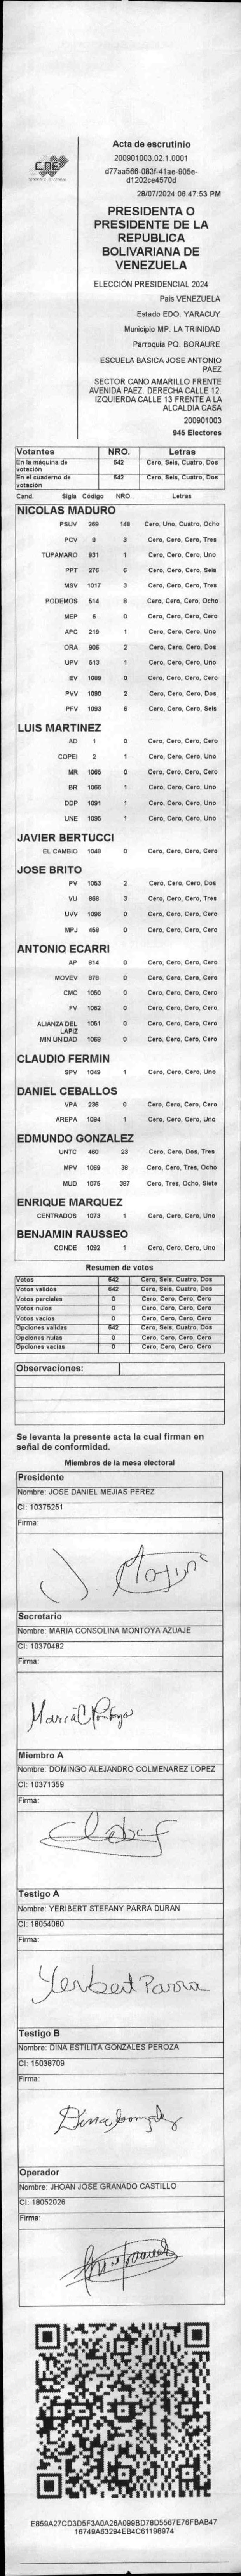 CNE
Acta de escrutinio
200901003.02.1.0001
d77aa566-083f-41ae-905e-
d1202ce4570d
28/07/2024 06:47:53 PM
PRESIDENTA O
PRESIDENTE DE LA
REPUBLICA
BOLIVARIANA DE
VENEZUELA
ELECCIÓN PRESIDENCIAL 2024
Pais VENEZUELA
Estado EDO. YARACUY
Municipio MP. LA TRINIDAD
Parroquia PQ. BORAURE
ESCUELA BASICA JOSE ANTONIO
PAEZ
SECTOR CANO AMARILLO FRENTE
AVENIDA PAEZ. DERECHA CALLE 12.
IZQUIERDA CALLE 13 FRENTE A LA
ALCALDIA CASA
200901003
945 Electores
Votantes NRO. Letras
En la máquina de votación 642 Cero, Seis, Cuatro, Dos
En el cuaderno de votación 642 Cero, Seis, Cuatro, Dos
Cand. Sigla Código NRO. Letras
NICOLAS MADURO
PSUV 269 148 Cero, Uno, Cuatro, Ocho
PCV 9 3 Cero, Cero, Cero, Tres
TUPAMARO 931 1 Cero, Cero, Cero, Uno
PPT 276 6 Cero, Cero, Cero, Seis
MSV 1017 3 Cero, Cero, Cero, Tres
PODEMOS 514 8 Cero, Cero, Cero, Ocho
MEP 6 0 Cero, Cero, Cero, Cero
APC 219 1 Cero, Cero, Cero, Uno
ORA 906 2 Cero, Cero, Cero, Dos
UPV 513 1 Cero, Cero, Cero, Uno
EV 1089 0 Cero, Cero, Cero, Cero
PVV 1090 2 Cero, Cero, Cero, Dos
PFV 1093 6 Cero, Cero, Cero, Seis
LUIS MARTINEZ
AD 1 0 Cero, Cero, Cero, Cero
COPEI 2 1 Cero, Cero, Cero, Uno
MR 1065 0 Cero, Cero, Cero, Cero
BR 1066 1 Cero, Cero, Cero, Uno
DDP 1091 1 Cero, Cero, Cero, Uno
UNE 1095 1 Cero, Cero, Cero, Uno
JAVIER BERTUCCI
EL CAMBIO 1048 0 Cero, Cero, Cero, Cero
JOSE BRITO
PV 1053 2 Cero, Cero, Cero, Dos
VU 868 3 Cero, Cero, Cero, Tres
UVV 1096 0 Cero, Cero, Cero, Cero
MPJ 458 0 Cero, Cero, Cero, Cero
ANTONIO ECARRI
AP 814 0 Cero, Cero, Cero, Cero
MOVEV 978 0 Cero, Cero, Cero, Cero
CMC 1050 0 Cero, Cero, Cero, Cero
FV 1062 0 Cero, Cero, Cero, Cero
ALIANZA DEL LAPIZ 1051 0 Cero, Cero, Cero, Cero
MIN UNIDAD 1068 0 Cero, Cero, Cero, Cero
CLAUDIO FERMIN
SPV 1049 1 Cero, Cero, Cero, Uno
DANIEL CEBALLOS
VPA 236 0 Cero, Cero, Cero, Cero
AREPA 1094 1 Cero, Cero, Cero, Uno
EDMUNDO GONZALEZ
UNTC 460 23 Cero, Cero, Dos, Tres
MPV 1069 38 Cero, Cero, Tres, Ocho
MUD 1075 387 Cero, Tres, Ocho, Siete
ENRIQUE MARQUEZ
CENTRADOS 1073 1 Cero, Cero, Cero, Uno
BENJAMIN RAUSSEO
CONDE 1092 1 Cero, Cero, Cero, Uno
Resumen de votos
Votos 642 Cero, Seis, Cuatro, Dos
Votos validos 642 Cero, Seis, Cuatro, Dos
Votos parciales 0 Cero, Cero, Cero, Cero
Votos nulos 0 Cero, Cero, Cero, Cero
Votos vacios 0 Cero, Cero, Cero, Cero
Opciones validas 642 Cero, Seis, Cuatro, Dos
Opciones nulas 0 Cero, Cero, Cero, Cero
Opciones vacias 0 Cero, Cero, Cero, Cero
Observaciones:
Se levanta la presente acta la cual firman en
señal de conformidad.
Miembros de la mesa electoral
Presidente
Nombre: JOSE DANIEL MEJIAS PEREZ
CI: 10375251
Firma:
Secretario
Nombre: MARIA CONSOLINA MONTOYA AZUAJE
CI: 10370482
Firma:
María C Montoya
Miembro A
Nombre: DOMINGO ALEJANDRO COLMENAREZ LOPEZ
CI: 10371359
Firma:
Testigo A
Nombre: YERIBERT STEFANY PARRA DURAN
CI: 18054080
Firma:
Yeribert Parra
Testigo B
Nombre: DINA ESTILITA GONZALES PEROZA
CI: 15038709
Firma:
Dina Gonzalez
Operador
Nombre: JHOAN JOSE GRANADO CASTILLO
CI: 18052026
Firma:
E859A27CD3D5F3A0A26A099BD78D5567E76FBAB47
16749A63294EB4C61198974